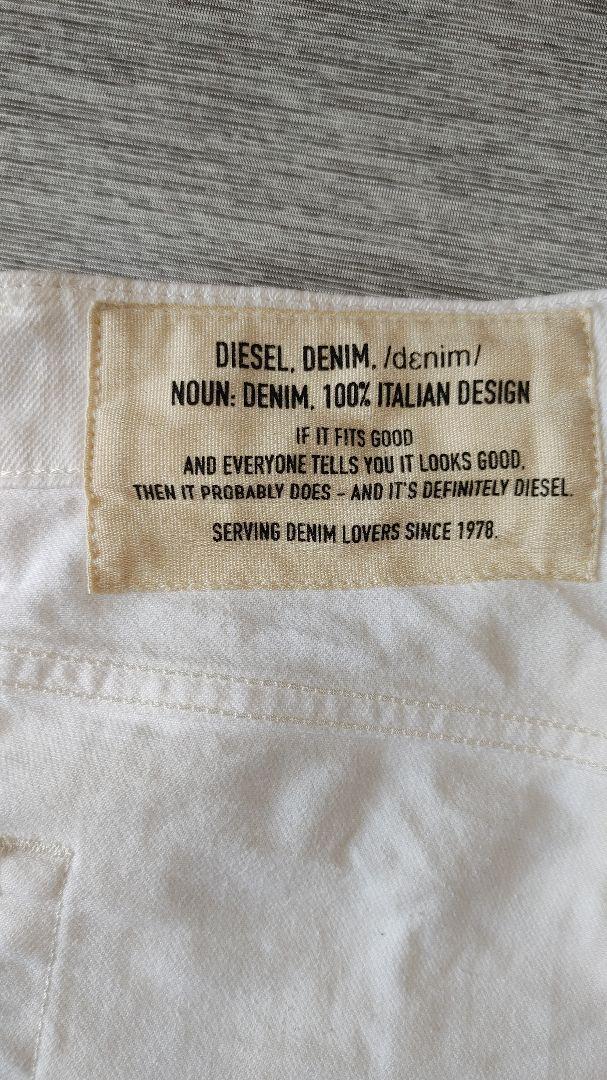 DIESEL, DENIM, /dɛnim/
NOUN: DENIM, 100% ITALIAN DESIGN
IF IT FITS GOOD
AND EVERYONE TELLS YOU IT LOOKS GOOD,
THEN IT PROBABLY DOES – AND IT'S DEFINITELY DIESEL.
SERVING DENIM LOVERS SINCE 1978.